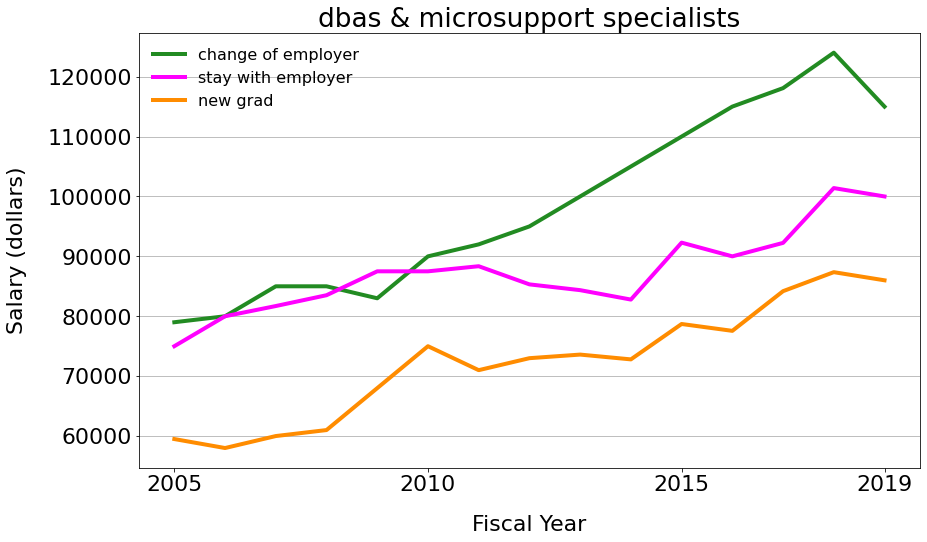 dbas & microsupport specialists
change of employer
stay with employer
new grad
120000
110000
100000
90000
80000
70000
60000
Salary (dollars)
2005 2010 2015 2019
Fiscal Year